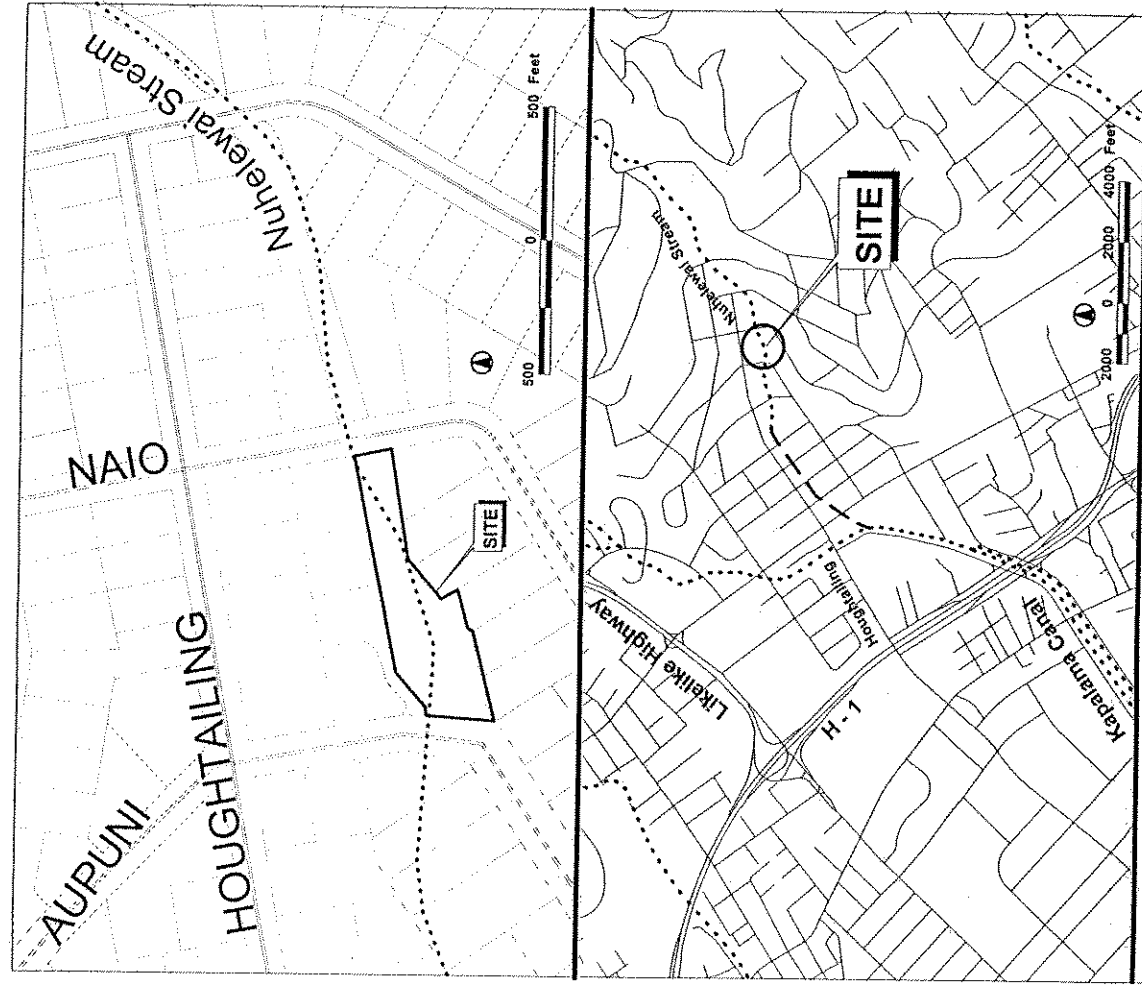 Nuhelewai Stream
NAIO
HOUGHTAILING
AUPUNI
SITE
500 0 500 Feet
Nuhelewai Stream
SITE
Likelike Highway
Houghtailing
H-1
Kapalama Canal
2000 0 2000 4000 Feet